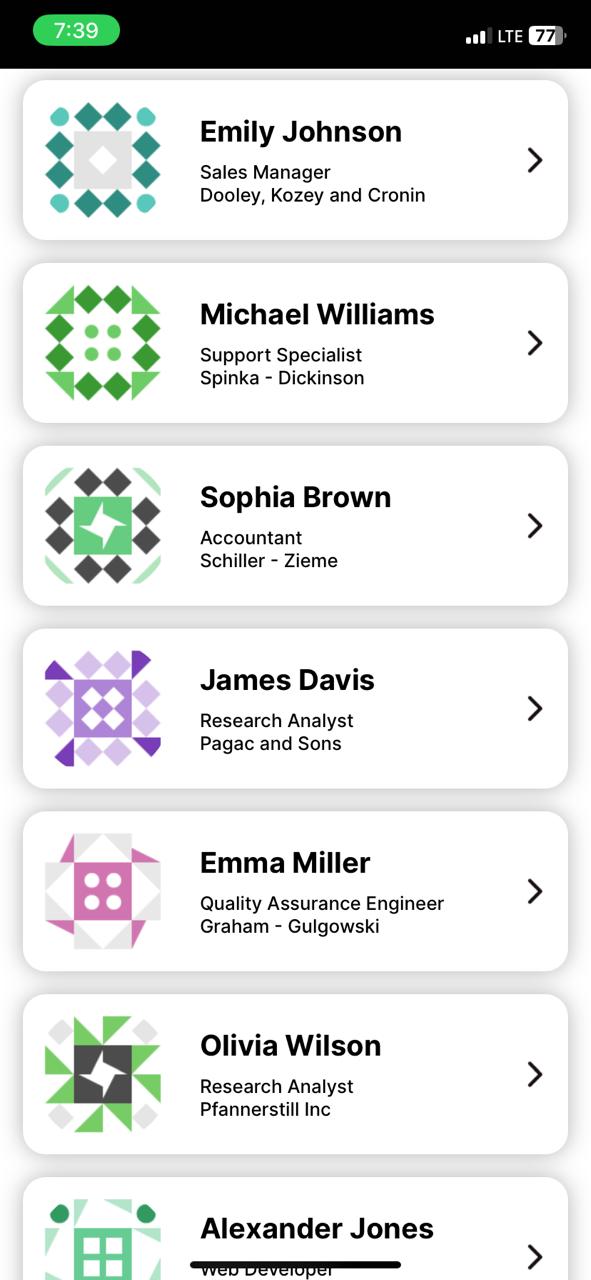 7:39
LTE 77
Emily Johnson
Sales Manager
Dooley, Kozey and Cronin
Michael Williams
Support Specialist
Spinka - Dickinson
Sophia Brown
Accountant
Schiller - Zieme
James Davis
Research Analyst
Pagac and Sons
Emma Miller
Quality Assurance Engineer
Graham - Gulgowski
Olivia Wilson
Research Analyst
Pfannerstill Inc
Alexander Jones
Web Developer